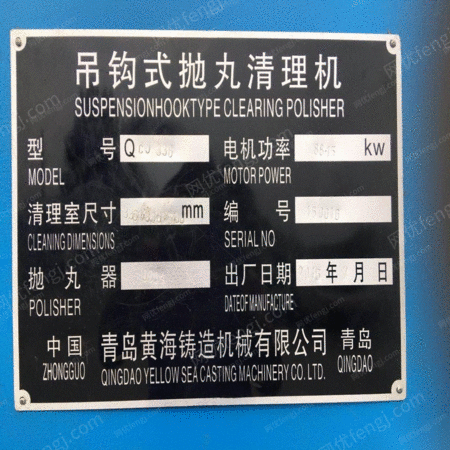 吊钩式抛丸清理机
SUSPENSIONHOOKTYPE CLEARING POLISHER
型 号 Q 电机功率 kw
MODEL MOTOR POWER
清理室尺寸 mm 编 号
CLEANING DIMENSIONS SERIAL NO
抛丸器 出厂日期 年 月 日
POLISHER DATEOFMANUFACTURE
中国 青岛黄海铸造机械有限公司 青岛
ZHONGGUO QINGDAO YELLOW SEA CASTING MACHINERY CO.LTD. QINGDAO